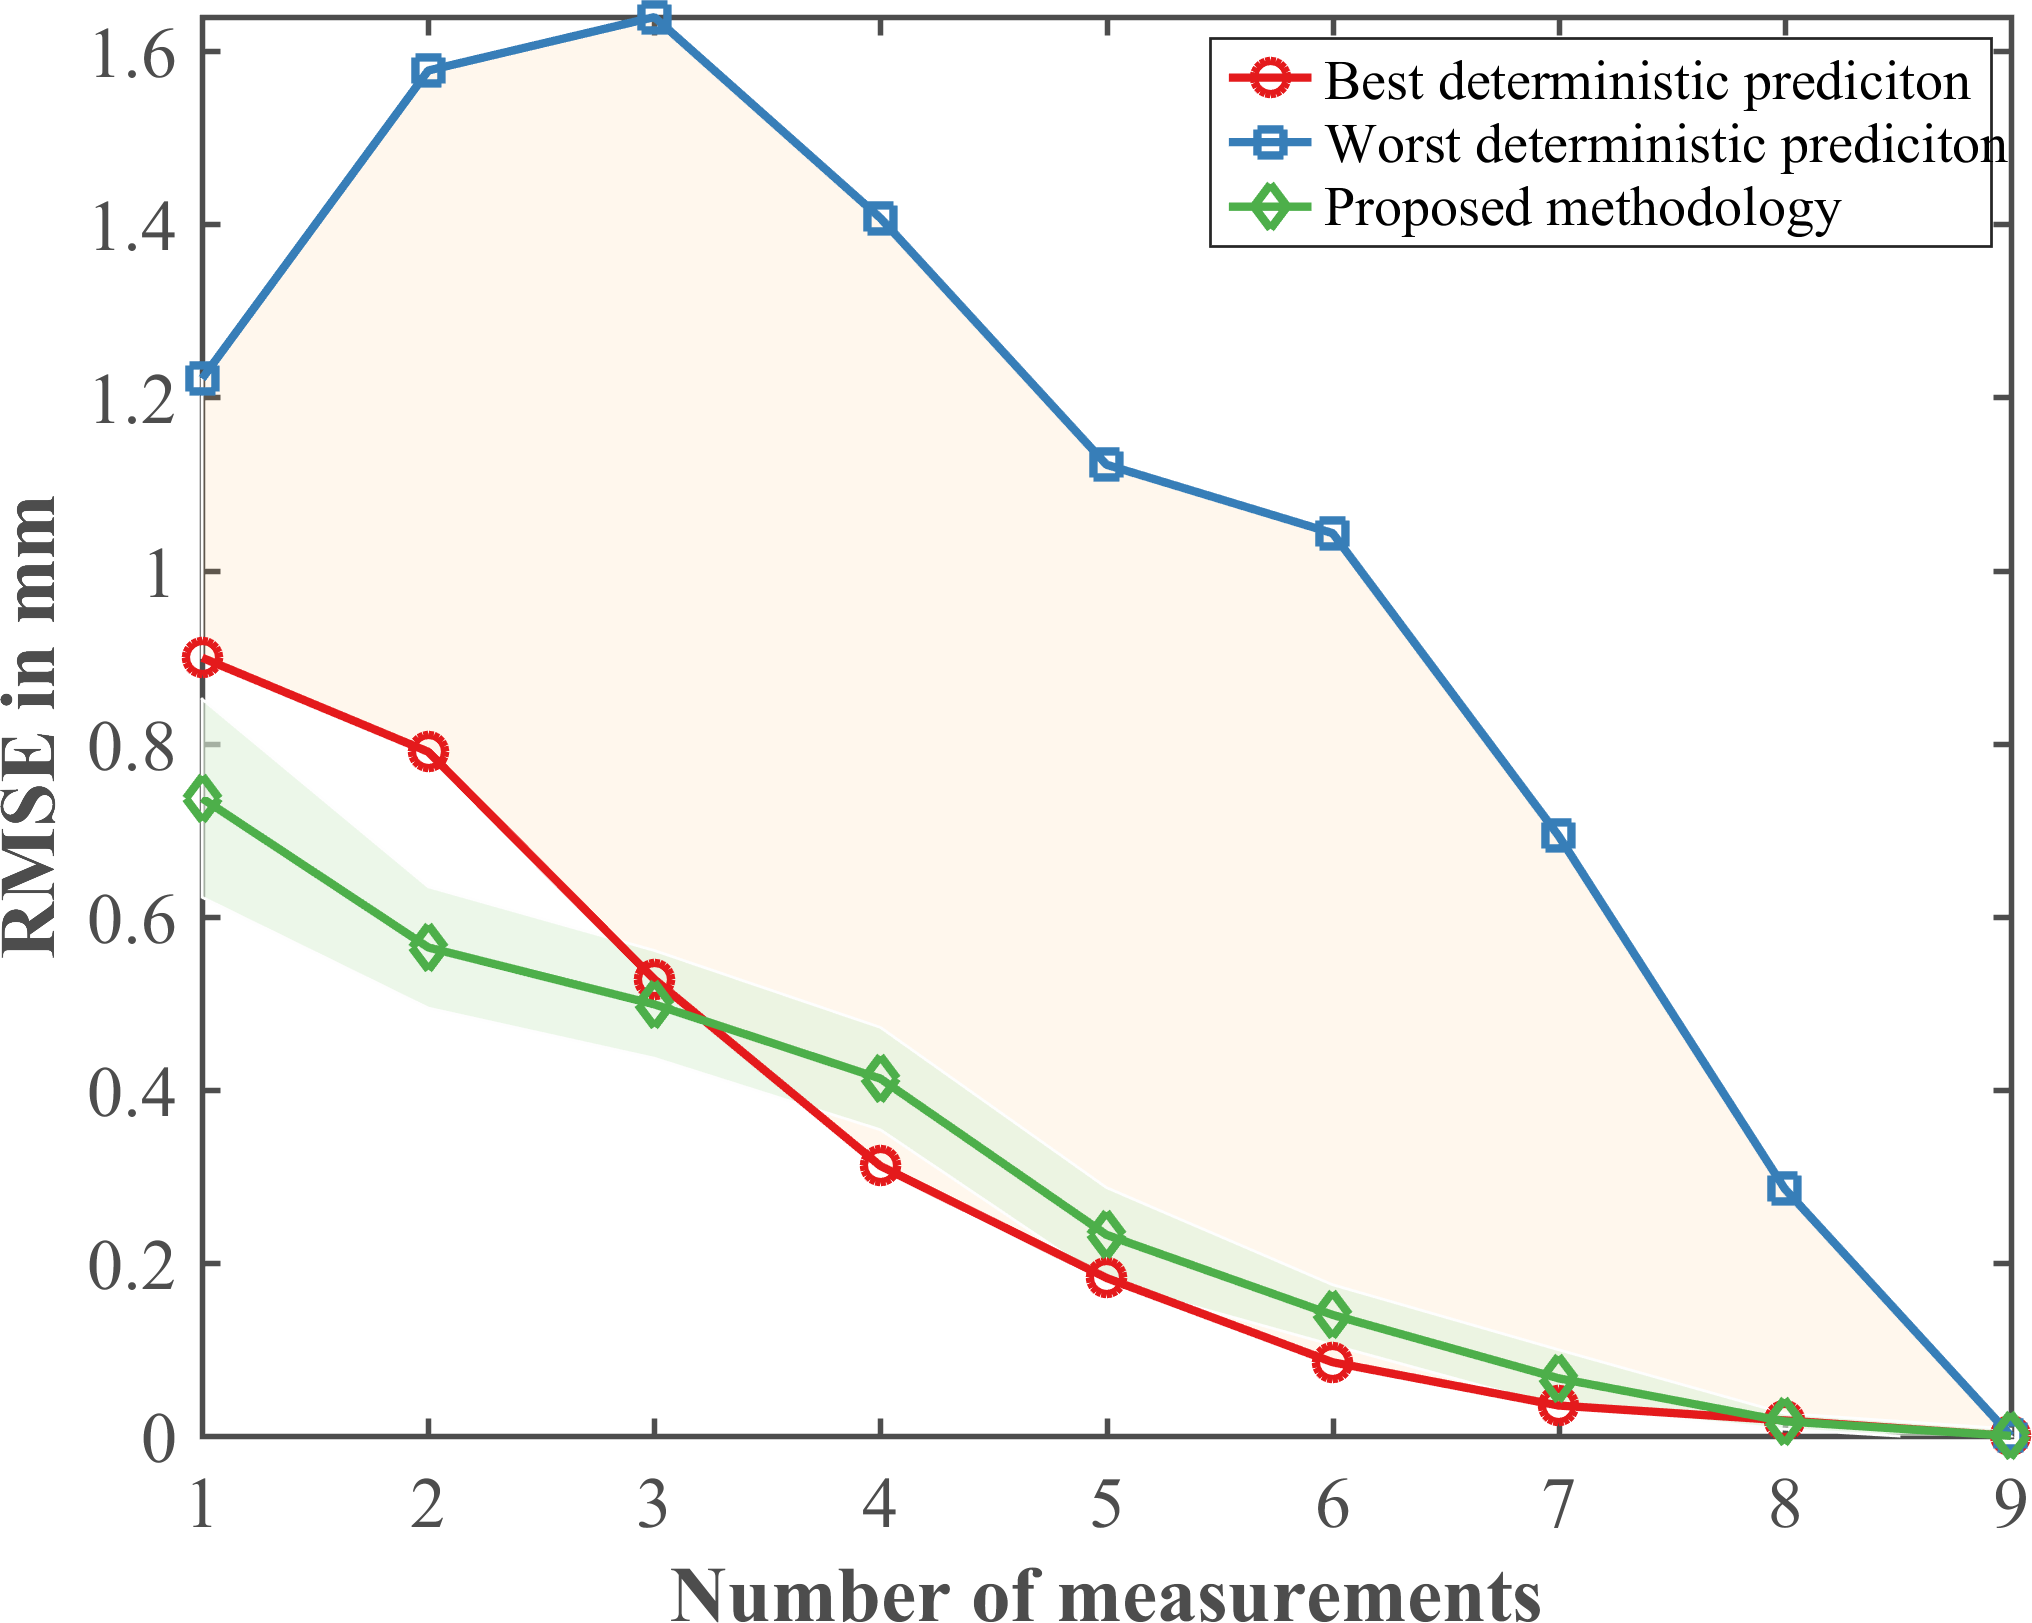 1.6
1.4
1.2
1
0.8
0.6
0.4
0.2
0
RMSE in mm
Best deterministic prediciton
Worst deterministic prediciton
Proposed methodology
1 2 3 4 5 6 7 8 9
Number of measurements